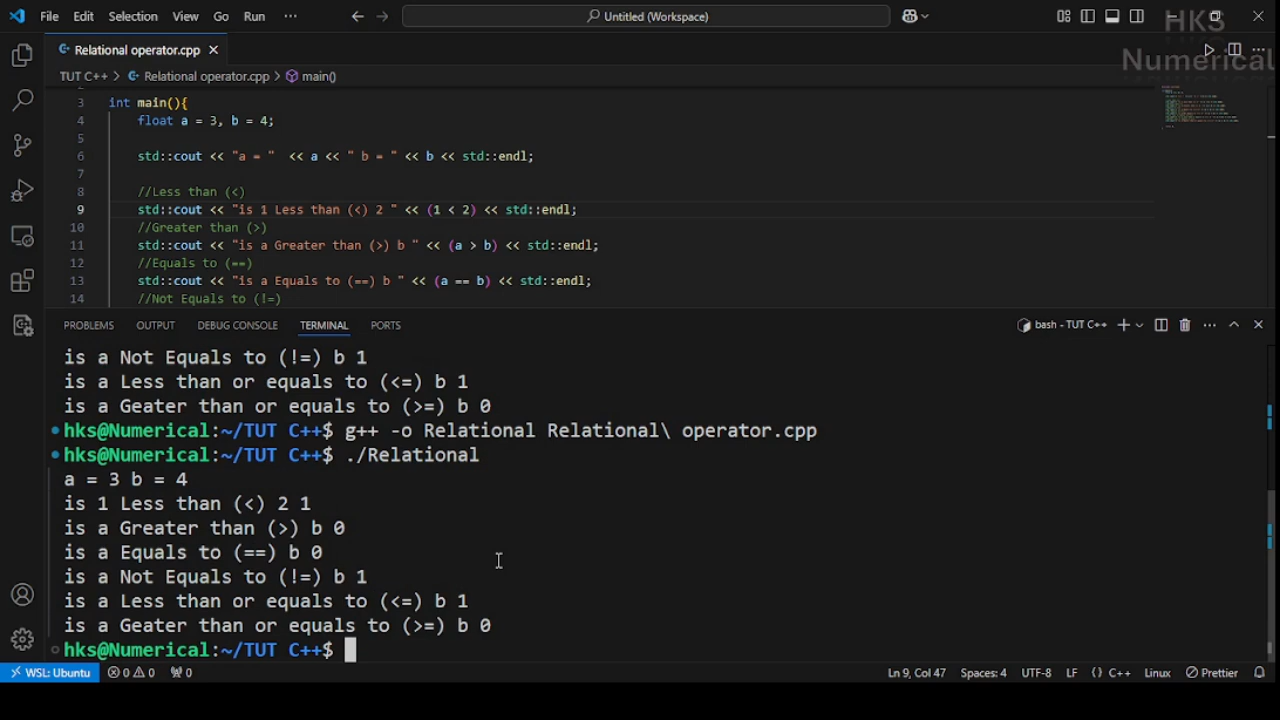 File Edit Selection View Go Run ··· Untitled (Workspace)
HKS
Numerical
Relational operator.cpp
TUT C++ > Relational operator.cpp > main()
3 int main(){
4 float a = 3, b = 4;
5
6 std::cout << "a = "  << a << " b = " << b << std::endl;
7
8 //Less than (<)
9 std::cout << "is 1 Less than (<) 2 " << (1 < 2) << std::endl;
10 //Greater than (>)
11 std::cout << "is a Greater than (>) b " << (a > b) << std::endl;
12 //Equals to (==)
13 std::cout << "is a Equals to (==) b " << (a == b) << std::endl;
14 //Not Equals to (!=)
PROBLEMS OUTPUT DEBUG CONSOLE TERMINAL PORTS bash - TUT C++
is a Not Equals to (!=) b 1
is a Less than or equals to (<=) b 1
is a Geater than or equals to (>=) b 0
hks@Numerical:~/TUT C++$ g++ -o Relational Relational\ operator.cpp
hks@Numerical:~/TUT C++$ ./Relational
a = 3 b = 4
is 1 Less than (<) 2 1
is a Greater than (>) b 0
is a Equals to (==) b 0
is a Not Equals to (!=) b 1
is a Less than or equals to (<=) b 1
is a Geater than or equals to (>=) b 0
hks@Numerical:~/TUT C++$
WSL: Ubuntu 0 0 0 Ln 9, Col 47 Spaces: 4 UTF-8 LF {} C++ Linux Prettier